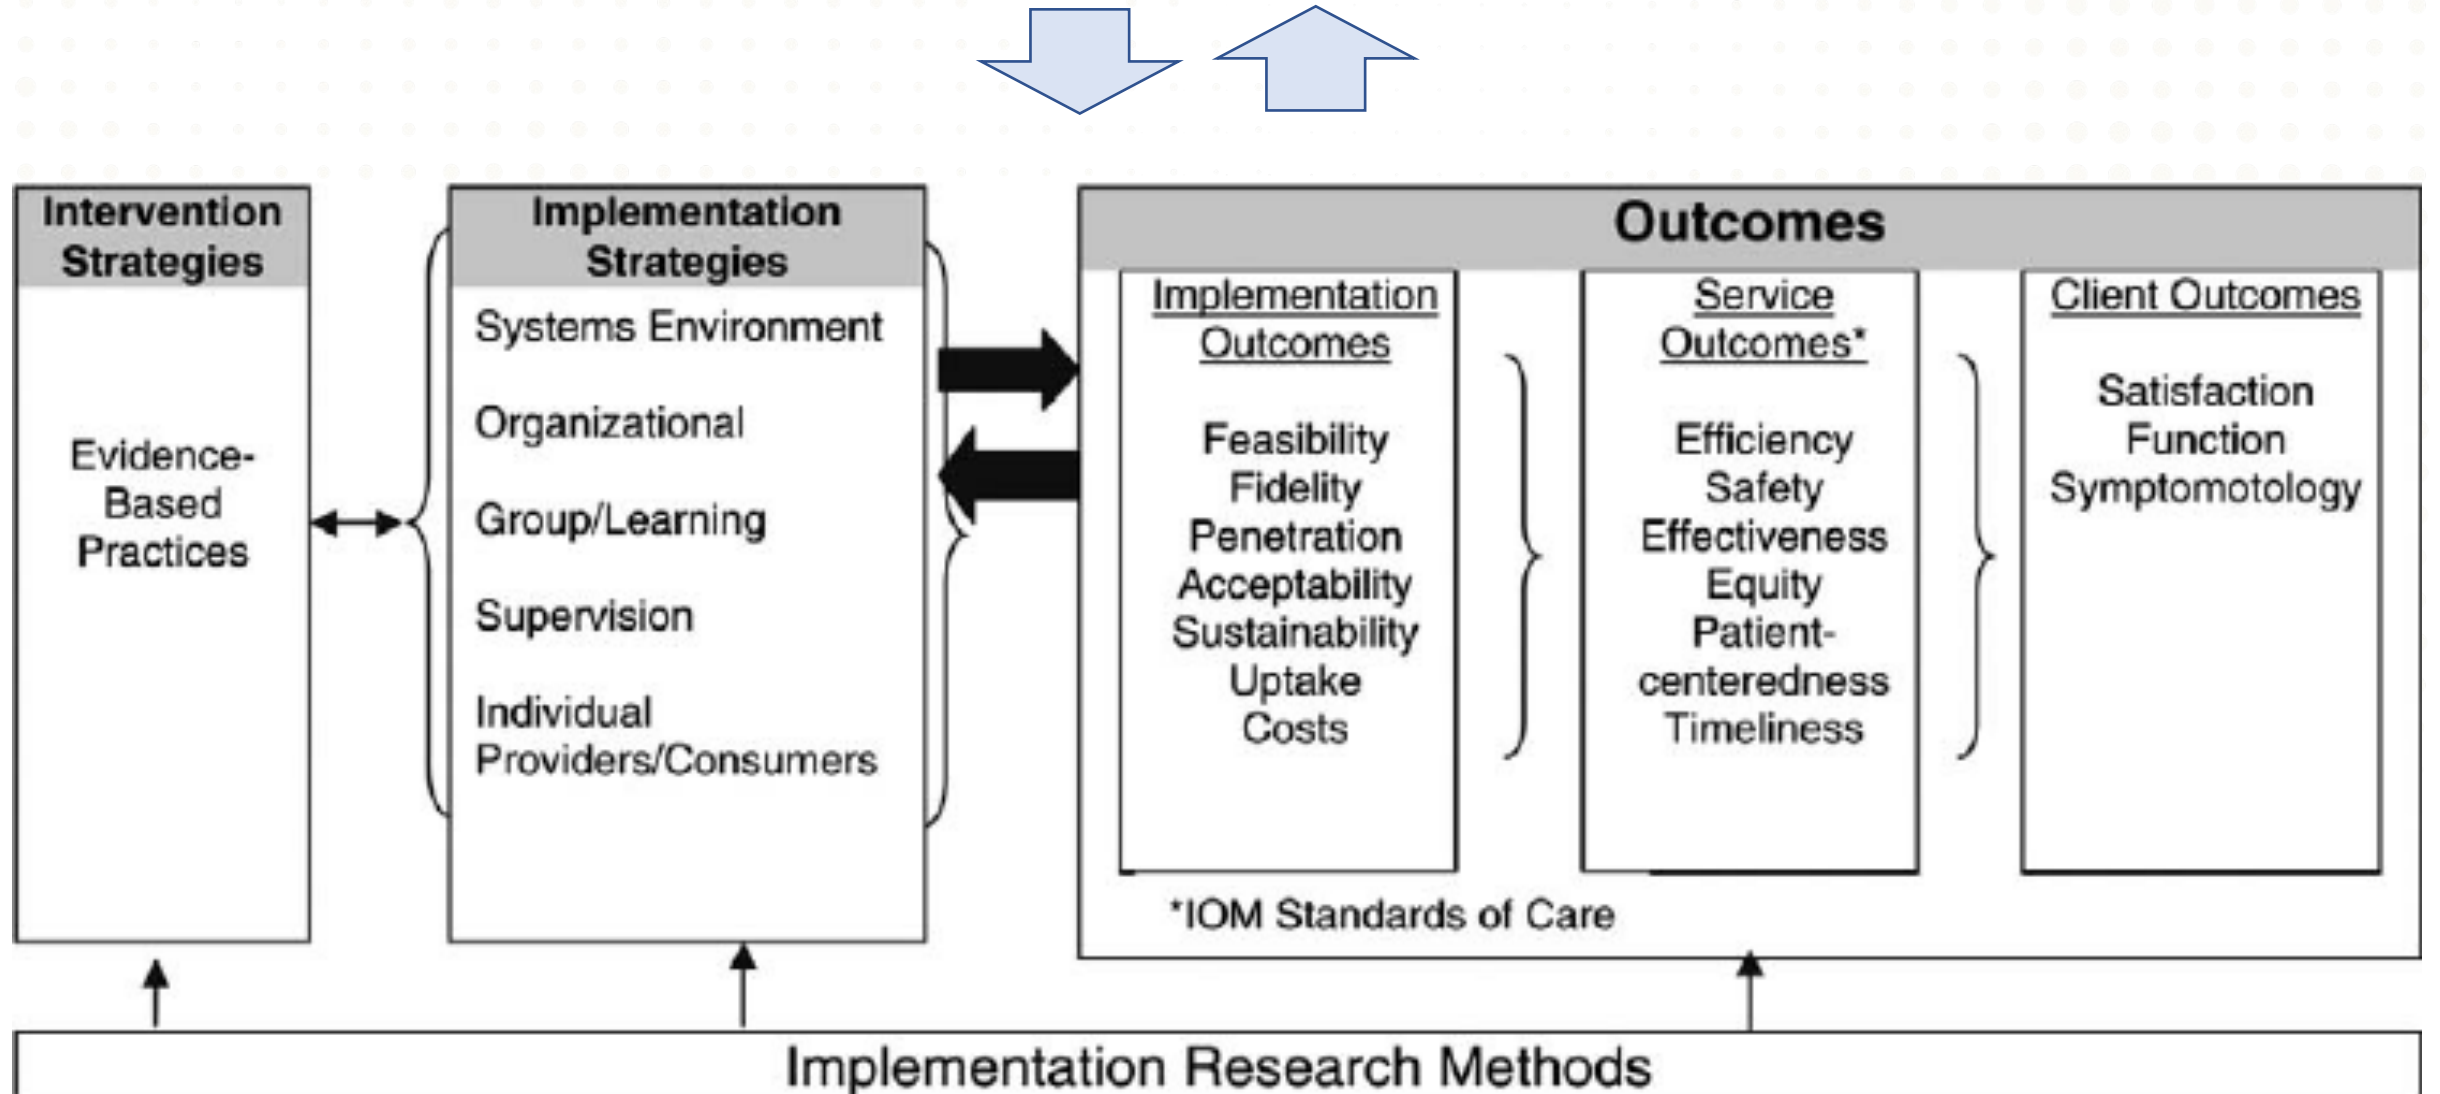 Intervention
Strategies
Evidence-
Based
Practices
Implementation
Strategies
Systems Environment
Organizational
Group/Learning
Supervision
Individual
Providers/Consumers
Outcomes
Implementation
Outcomes
Feasibility
Fidelity
Penetration
Acceptability
Sustainability
Uptake
Costs
Service
Outcomes*
Efficiency
Safety
Effectiveness
Equity
Patient-
centeredness
Timeliness
Client Outcomes
Satisfaction
Function
Symptomotology
*IOM Standards of Care
Implementation Research Methods